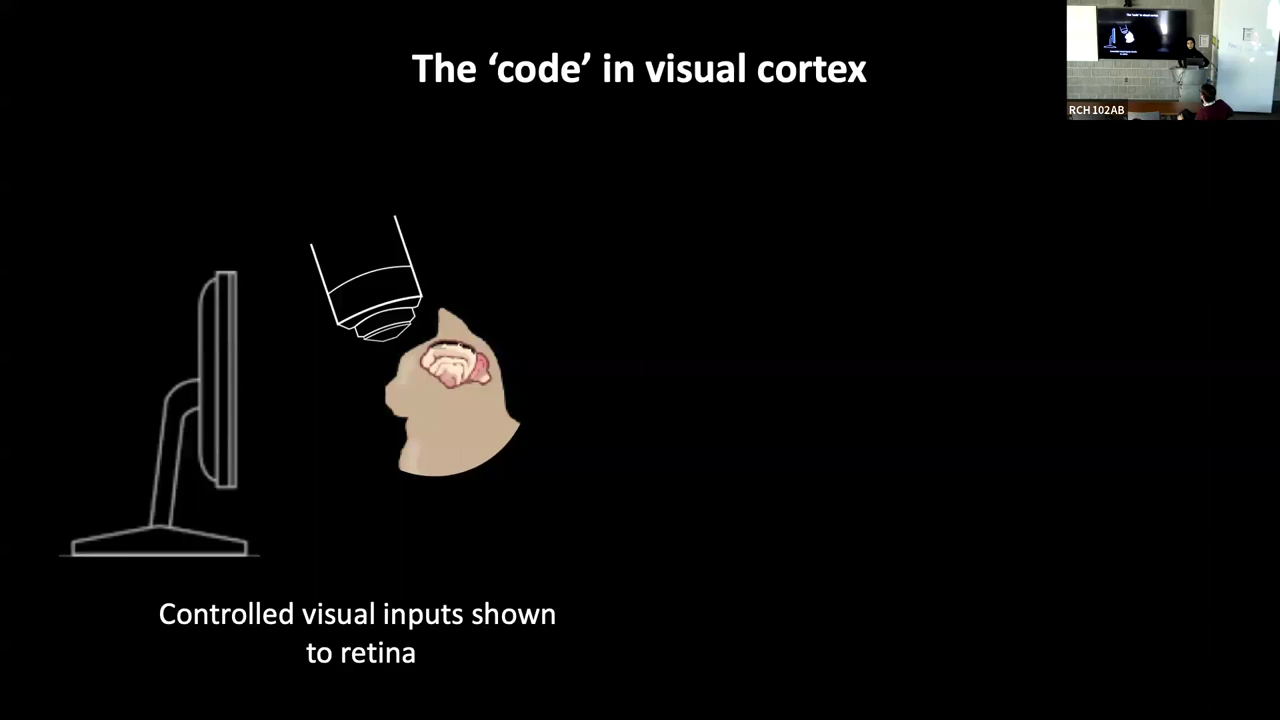 The ‘code’ in visual cortex
RCH 102AB
Controlled visual inputs shown
to retina